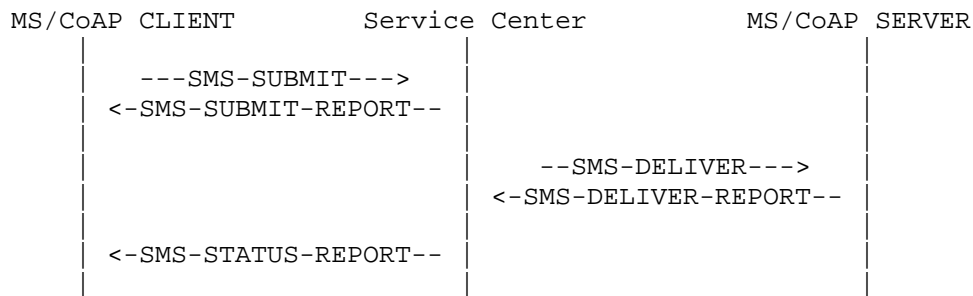 MS/CoAP CLIENT Service Center MS/CoAP SERVER
---SMS-SUBMIT--->
<-SMS-SUBMIT-REPORT--
--SMS-DELIVER--->
<-SMS-DELIVER-REPORT--
<-SMS-STATUS-REPORT--